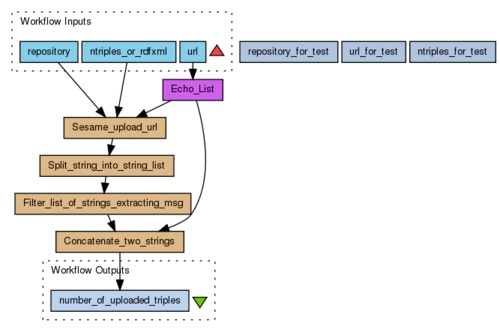 Workflow Inputs
repository
ntriples_or_rdfxml
url
repository_for_test
url_for_test
ntriples_for_test
Echo_List
Sesame_upload_url
Split_string_into_string_list
Filter_list_of_strings_extracting_msg
Concatenate_two_strings
Workflow Outputs
number_of_uploaded_triples